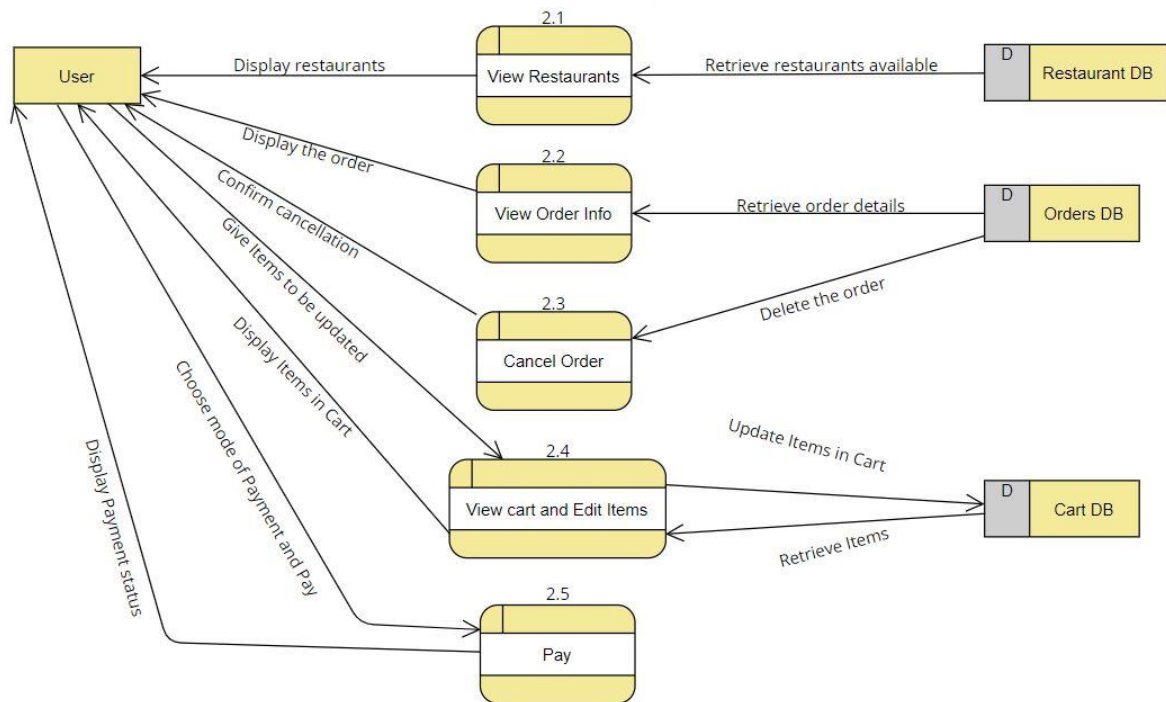 2.1
User
Display restaurants
View Restaurants
Retrieve restaurants available
D
Restaurant DB
2.2
Display the order
View Order Info
Retrieve order details
D
Orders DB
Confirm cancellation
2.3
Cancel Order
Delete the order
Give Items to be updated
Display Items in Cart
2.4
View cart and Edit Items
Update Items in Cart
D
Cart DB
Retrieve Items
Choose mode of Payment and Pay
Display Payment status
2.5
Pay